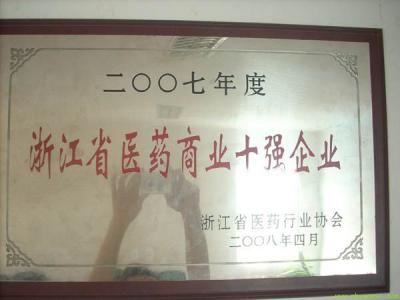 二〇〇七年度
浙江省医药商业十强企业
浙江省医药行业协会
二〇〇八年四月